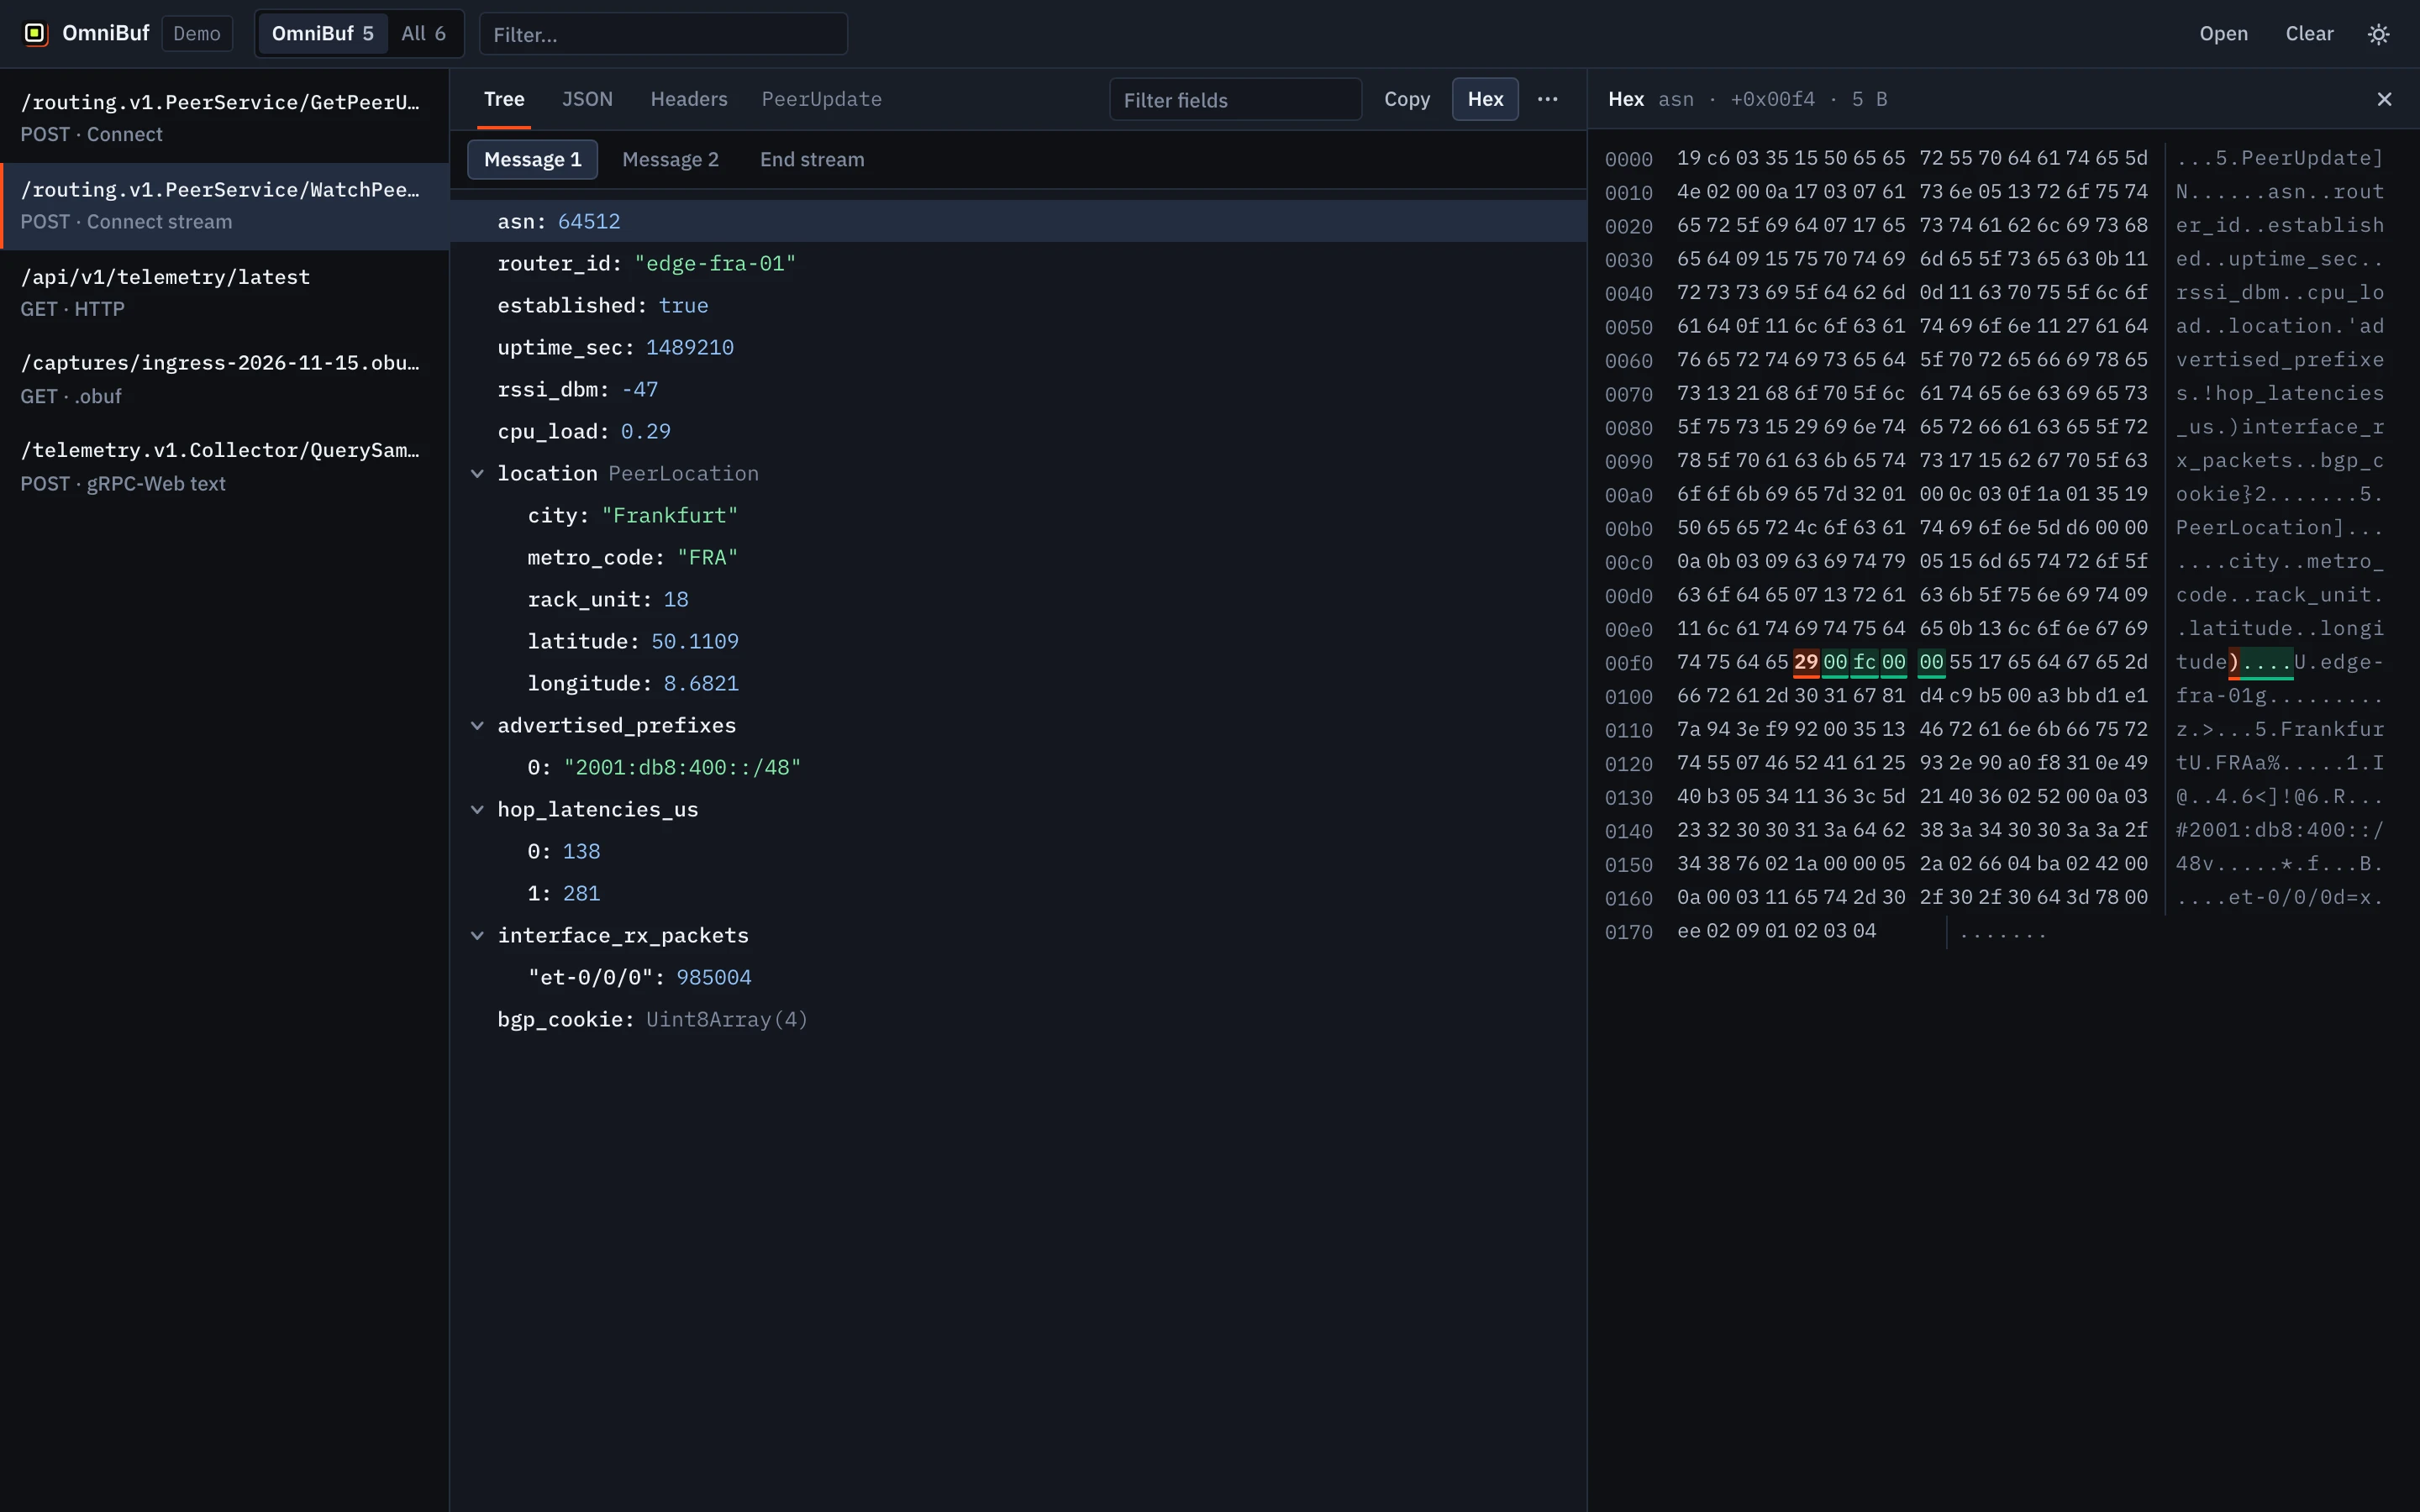 OmniBuf Demo OmniBuf 5 All 6 Filter... Open Clear
/routing.v1.PeerService/GetPeerU…
POST · Connect
/routing.v1.PeerService/WatchPee…
POST · Connect stream
/api/v1/telemetry/latest
GET · HTTP
/captures/ingress-2026-11-15.obu…
GET · .obuf
/telemetry.v1.Collector/QuerySam…
POST · gRPC-Web text
Tree JSON Headers PeerUpdate Filter fields Copy Hex ···
Message 1 Message 2 End stream
asn: 64512
router_id: "edge-fra-01"
established: true
uptime_sec: 1489210
rssi_dbm: -47
cpu_load: 0.29
location PeerLocation
city: "Frankfurt"
metro_code: "FRA"
rack_unit: 18
latitude: 50.1109
longitude: 8.6821
advertised_prefixes
0: "2001:db8:400::/48"
hop_latencies_us
0: 138
1: 281
interface_rx_packets
"et-0/0/0": 985004
bgp_cookie: Uint8Array(4)
Hex asn · +0x00f4 · 5 B ✕
0000 19 c6 03 35 15 50 65 65 72 55 70 64 61 74 65 5d ...5.PeerUpdate]
0010 4e 02 00 0a 17 03 07 61 73 6e 05 13 72 6f 75 74 N......asn..rout
0020 65 72 5f 69 64 07 17 65 73 74 61 62 6c 69 73 68 er_id..establish
0030 65 64 09 15 75 70 74 69 6d 65 5f 73 65 63 0b 11 ed..uptime_sec..
0040 72 73 73 69 5f 64 62 6d 0d 11 63 70 75 5f 6c 6f rssi_dbm..cpu_lo
0050 61 64 0f 11 6c 6f 63 61 74 69 6f 6e 11 27 61 64 ad..location.'ad
0060 76 65 72 74 69 73 65 64 5f 70 72 65 66 69 78 65 vertised_prefixe
0070 73 13 21 68 6f 70 5f 6c 61 74 65 6e 63 69 65 73 s.!hop_latencies
0080 5f 75 73 15 29 69 6e 74 65 72 66 61 63 65 5f 72 _us.)interface_r
0090 78 5f 70 61 63 6b 65 74 73 17 15 62 67 70 5f 63 x_packets..bgp_c
00a0 6f 6f 6b 69 65 7d 32 01 00 0c 03 0f 1a 01 35 19 ookie}2.......5.
00b0 50 65 65 72 4c 6f 63 61 74 69 6f 6e 5d d6 00 00 PeerLocation]...
00c0 0a 0b 03 09 63 69 74 79 05 15 6d 65 74 72 6f 5f ....city..metro_
00d0 63 6f 64 65 07 13 72 61 63 6b 5f 75 6e 69 74 09 code..rack_unit.
00e0 11 6c 61 74 69 74 75 64 65 0b 13 6c 6f 6e 67 69 .latitude..longi
00f0 74 75 64 65 29 00 fc 00 00 55 17 65 64 67 65 2d tude)....U.edge-
0100 66 72 61 2d 30 31 67 81 d4 c9 b5 00 a3 bb d1 e1 fra-01g.........
0110 7a 94 3e f9 92 00 35 13 46 72 61 6e 6b 66 75 72 z.>...5.Frankfur
0120 74 55 07 46 52 41 61 25 93 2e 90 a0 f8 31 0e 49 tU.FRAa%.....1.I
0130 40 b3 05 34 11 36 3c 5d 21 40 36 02 52 00 0a 03 @..4.6<]!@6.R...
0140 23 32 30 30 31 3a 64 62 38 3a 34 30 30 3a 3a 2f #2001:db8:400::/
0150 34 38 76 02 1a 00 00 05 2a 02 66 04 ba 02 42 00 48v.....*.f...B.
0160 0a 00 03 11 65 74 2d 30 2f 30 2f 30 64 3d 78 00 ....et-0/0/0d=x.
0170 ee 02 09 01 02 03 04 .......